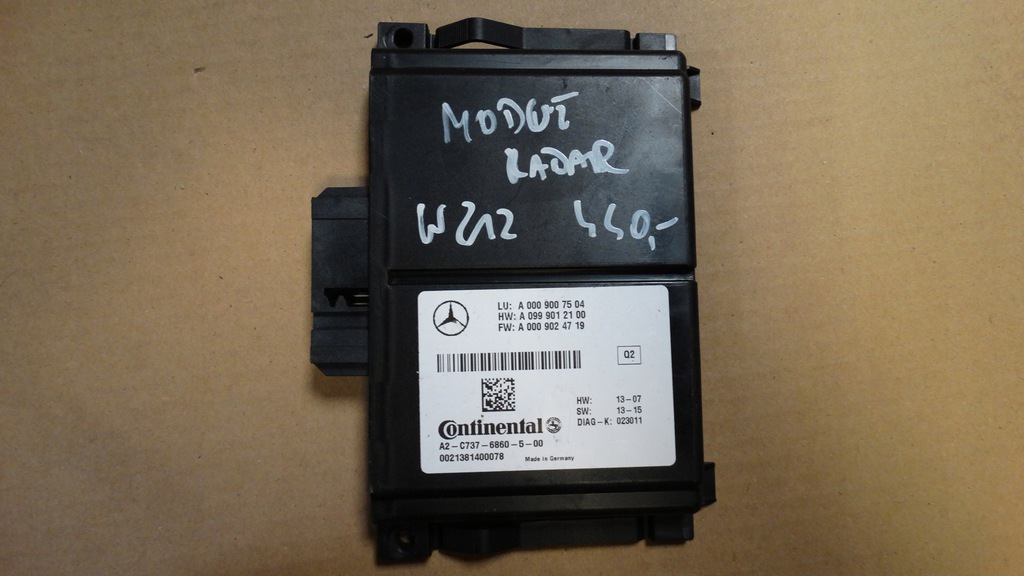 MODUŁ
RADAR
W212 440,-
LU: A 000 900 75 04
HW: A 099 901 21 00
FW: A 000 902 47 19
Q2
HW: 13-07
SW: 13-15
DIAG-K: 023011
Continental
A2-C737-6860-5-00
0021381400078 Made in Germany